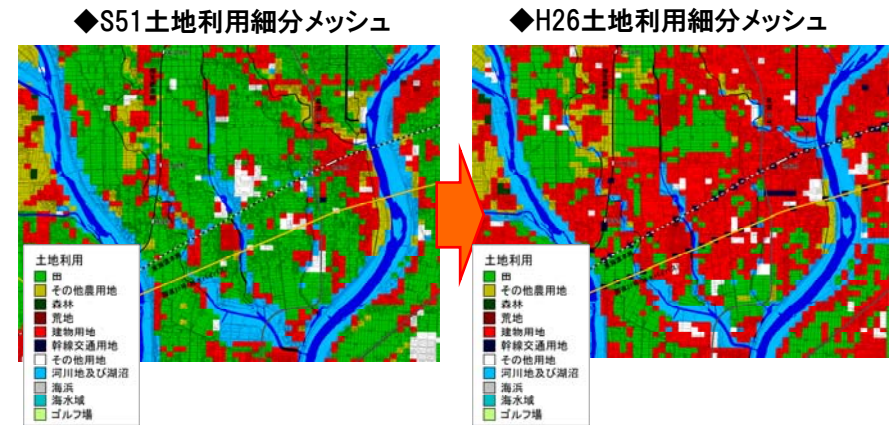 ◆S51土地利用細分メッシュ
◆H26土地利用細分メッシュ
土地利用
田
その他農用地
森林
荒地
建物用地
幹線交通用地
その他用地
河川地及び湖沼
海浜
海水域
ゴルフ場
土地利用
田
その他農用地
森林
荒地
建物用地
幹線交通用地
その他用地
河川地及び湖沼
海浜
海水域
ゴルフ場